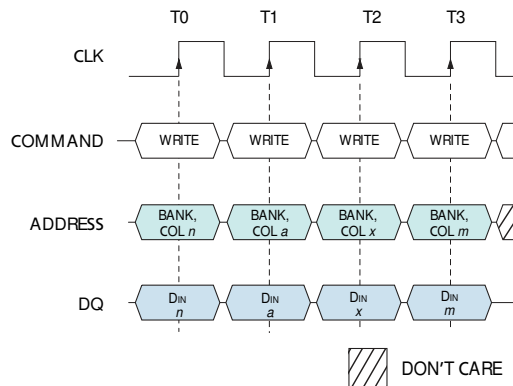 T0 T1 T2 T3
CLK
COMMAND WRITE WRITE WRITE WRITE
ADDRESS
BANK, COL n
BANK, COL a
BANK, COL x
BANK, COL m
DQ
DIN n
DIN a
DIN x
DIN m
DON'T CARE